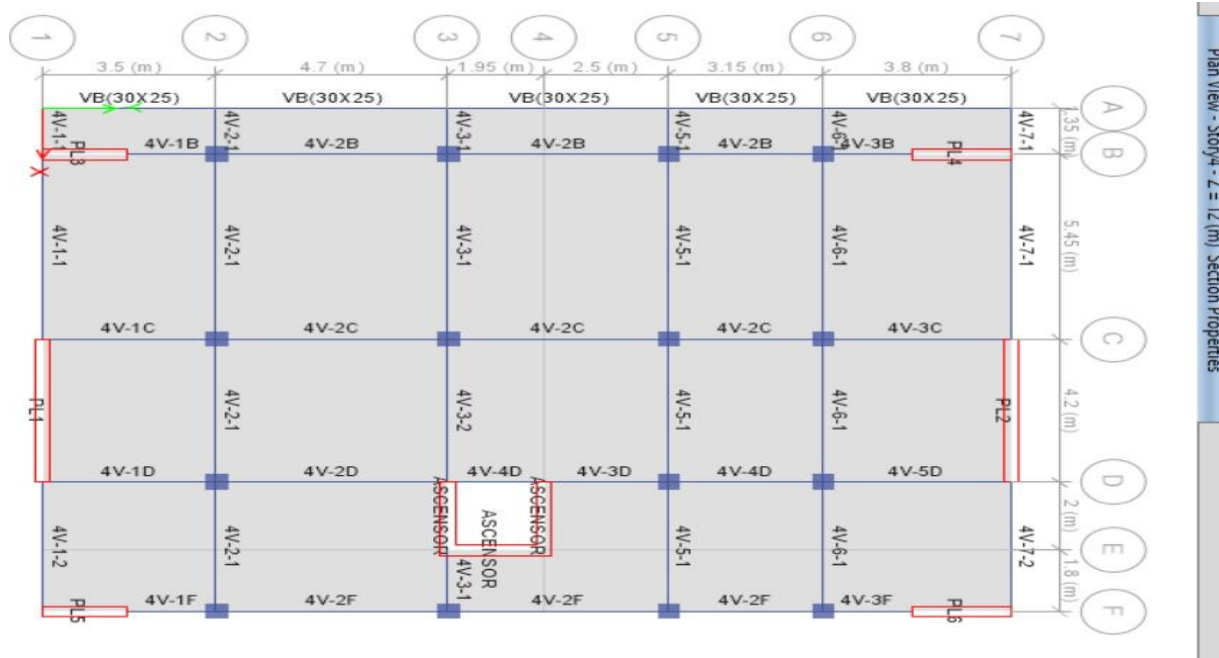 1 2 3 4 5 6 7
3.5 (m) 4.7 (m) 1.95 (m) 2.5 (m) 3.15 (m) 3.8 (m)
VB(30X25) VB(30X25) VB(30X25) VB(30X25) VB(30X25)
A
4V-1-1 4V-2-1 4V-3-1 4V-5-1 4V-6-1 4V-7-1
1.35 (m)
PL3 4V-1B 4V-2B 4V-2B 4V-2B 4V-3B PL4
B
X
4V-1-1 4V-2-1 4V-3-1 4V-5-1 4V-6-1 4V-7-1
5.45 (m)
4V-1C 4V-2C 4V-2C 4V-2C 4V-3C
C
PL1 4V-2-1 4V-3-2 4V-5-1 4V-6-1 PL2
4.2 (m)
4V-1D 4V-2D 4V-4D 4V-3D 4V-4D 4V-5D
D
ASCENSOR ASCENSOR ASCENSOR
2 (m)
4V-1-2 4V-2-1 4V-3-1 4V-5-1 4V-6-1 4V-7-2
E
1.8 (m)
PL5 4V-1F 4V-2F 4V-2F 4V-2F 4V-3F PL6
F
Plan View - Story4 - Z = 12 (m) Section Properties